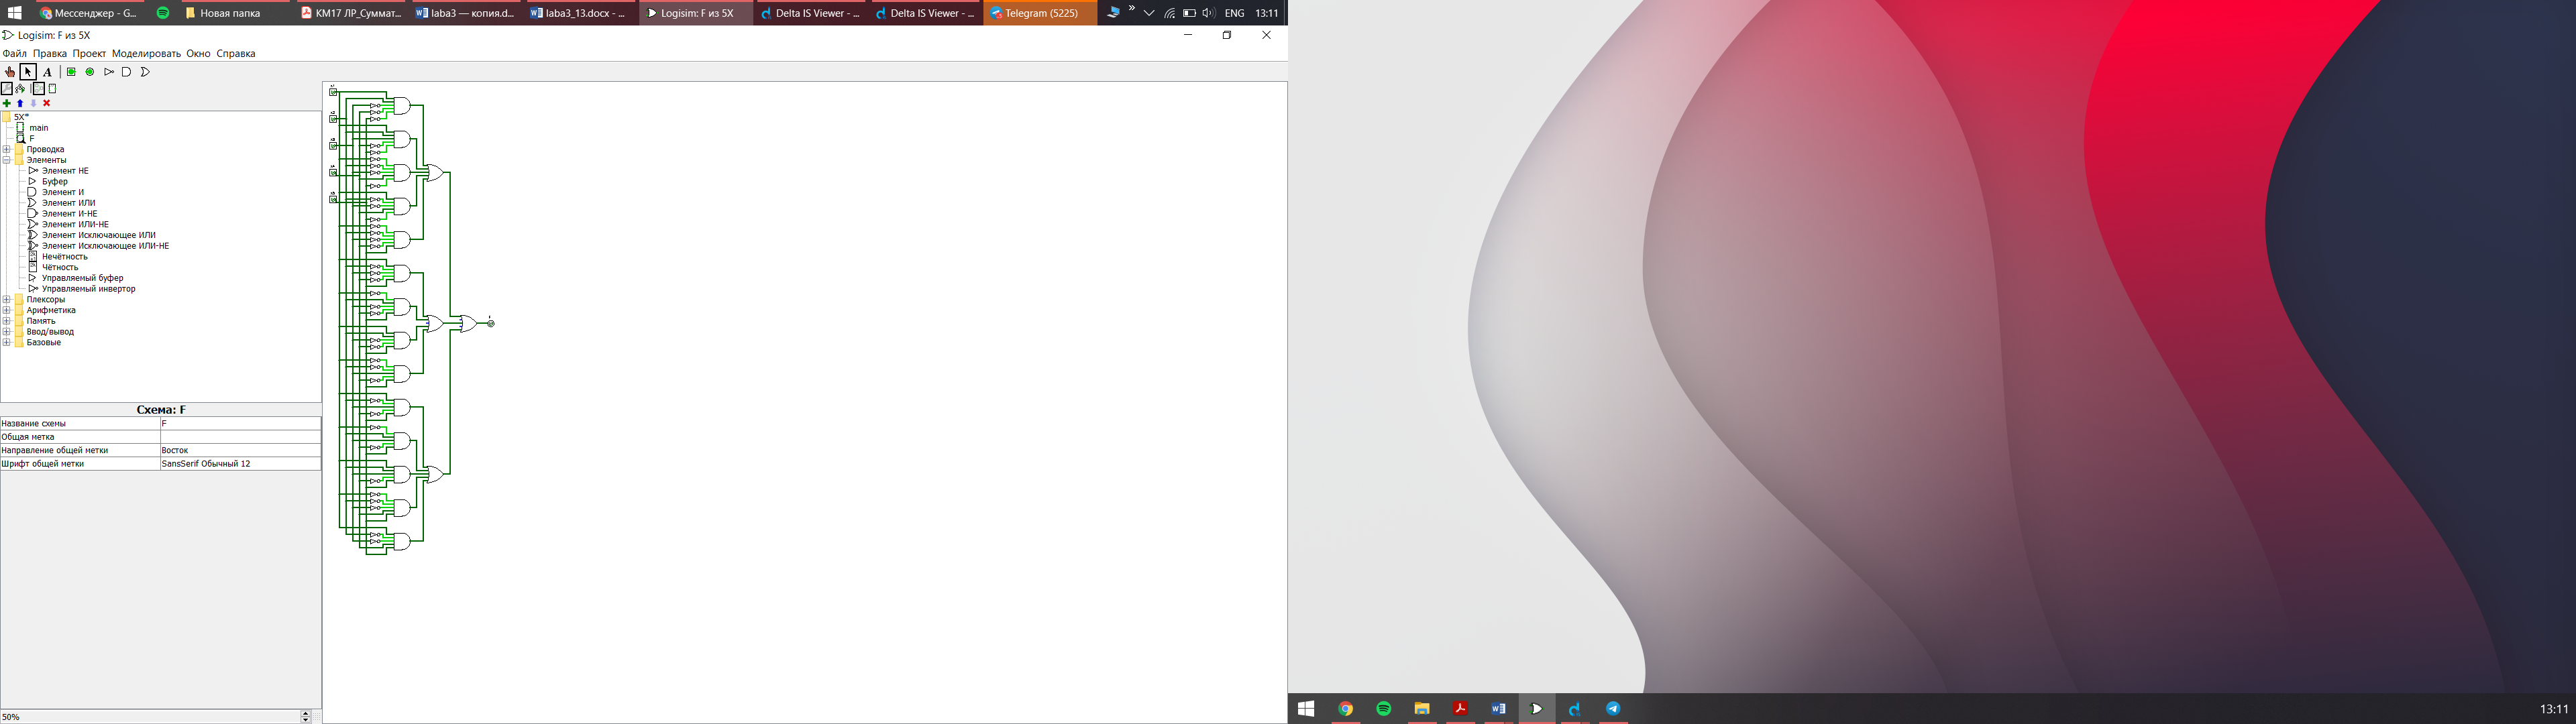 Мессенджер - G...
Новая папка
КМ17 ЛР_Суммат...
laba3 — копия.d...
laba3_13.docx - ...
Logisim: F из 5X
Delta IS Viewer - ...
Delta IS Viewer - ...
Telegram (5225)
ENG
13:11
Logisim: F из 5X
Файл Правка Проект Моделировать Окно Справка
A
5X*
main
F
Проводка
Элементы
Элемент НЕ
Буфер
Элемент И
Элемент ИЛИ
Элемент И-НЕ
Элемент ИЛИ-НЕ
Элемент Исключающее ИЛИ
Элемент Исключающее ИЛИ-НЕ
Нечётность
Чётность
Управляемый буфер
Управляемый инвертор
Плексоры
Арифметика
Память
Ввод/вывод
Базовые
Схема: F
Название схемы F
Общая метка
Направление общей метки Восток
Шрифт общей метки SansSerif Обычный 12
50%
13:11